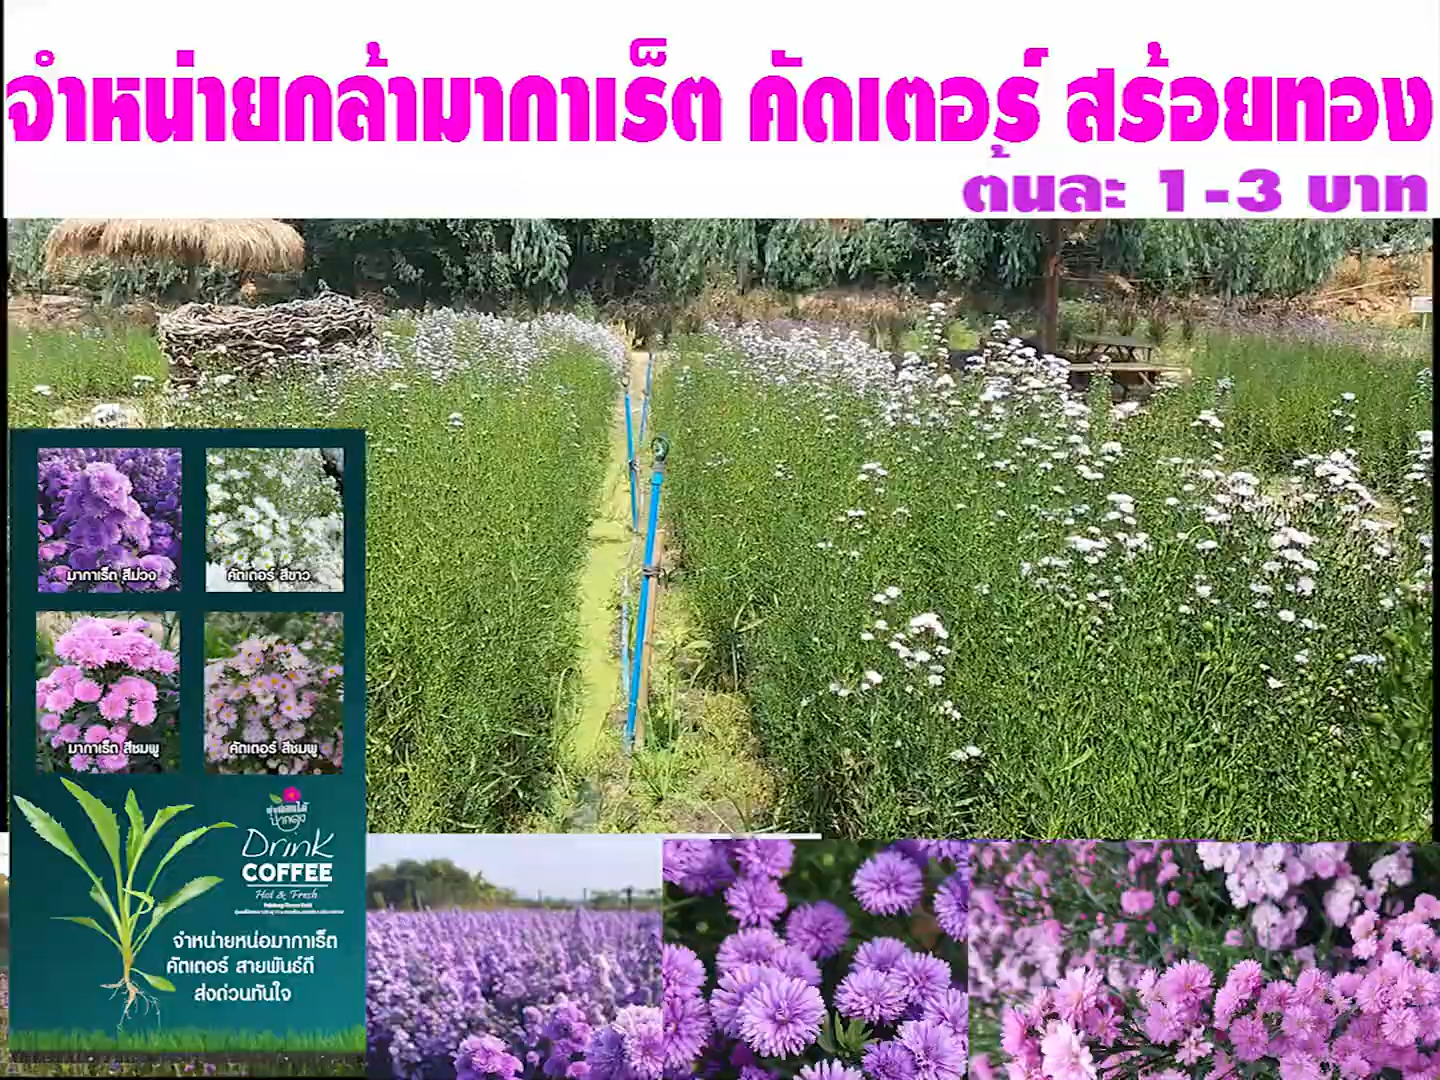 จำหน่ายกล้ามากาเร็ต คัตเตอร์ สร้อยทอง
ต้นละ 1-3 บาท
มากาเร็ต สีม่วง
คัตเตอร์ สีขาว
มากาเร็ต สีชมพู
คัตเตอร์ สีชมพู
Drink
COFFEE
Hot & Fresh
จำหน่ายหน่อมากาเร็ต
คัตเตอร์ สายพันธ์ดี
ส่งด่วนทันใจ